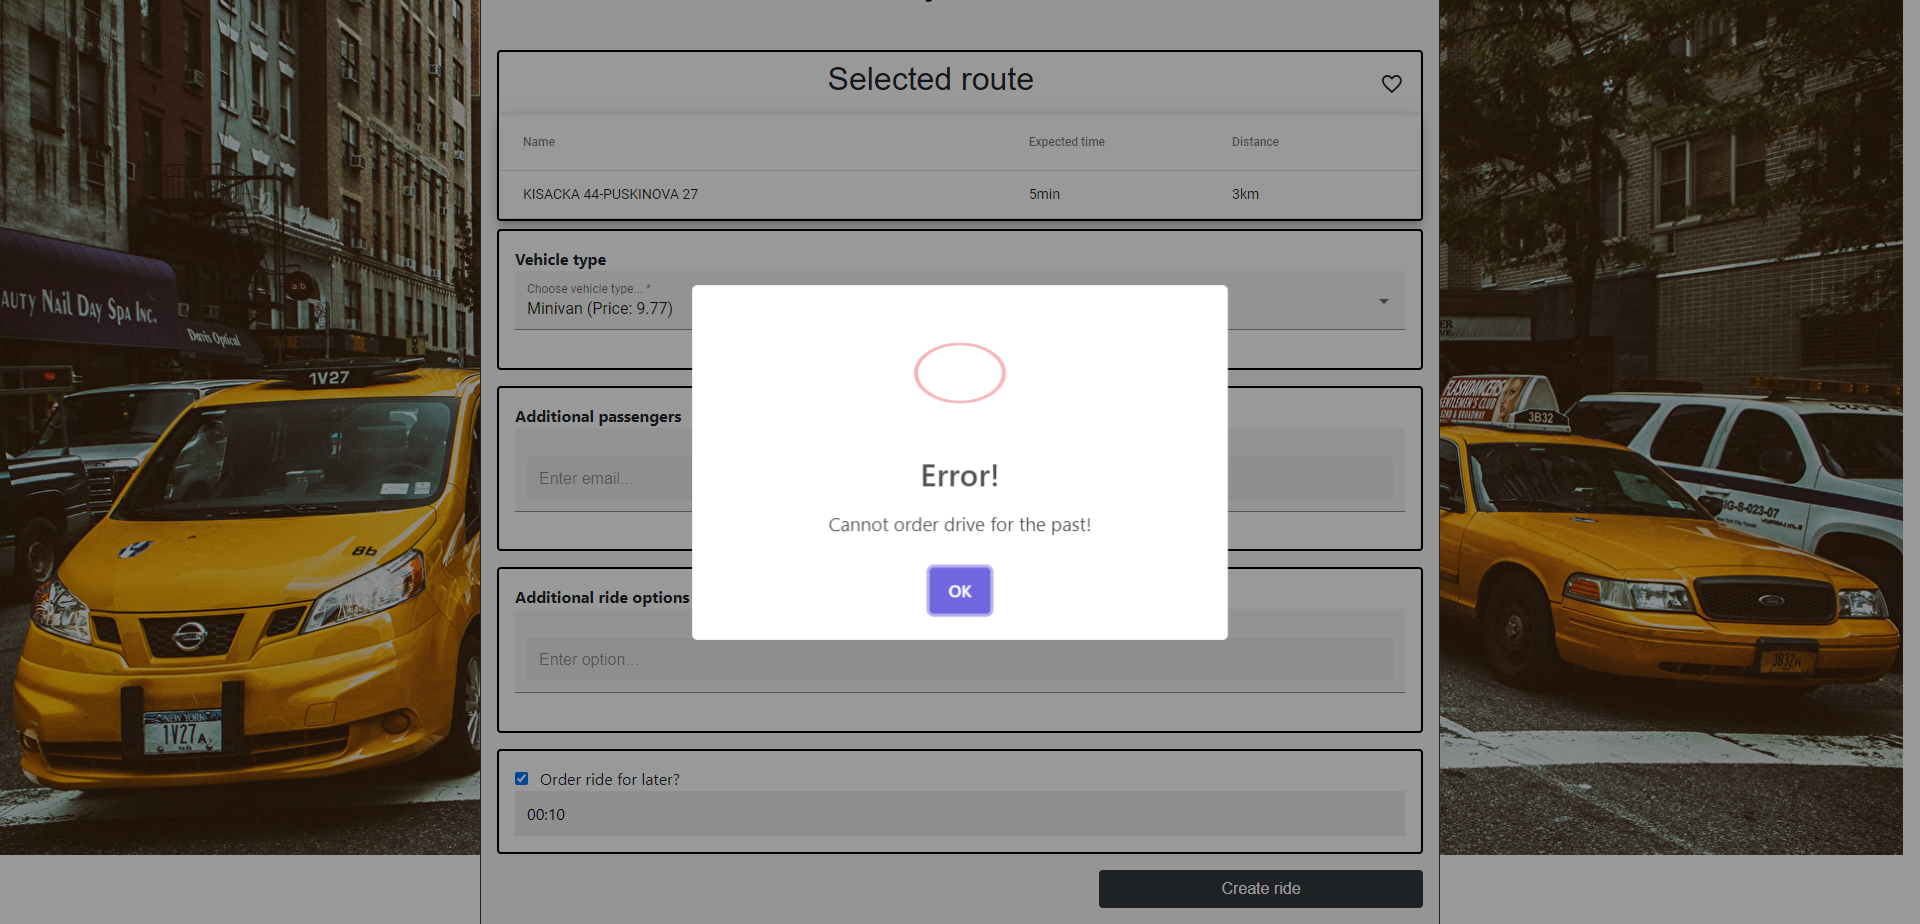 Selected route
Name Expected time Distance
KISACKA 44-PUSKINOVA 27 5min 3km
Vehicle type
Choose vehicle type... *
Minivan (Price: 9.77)
Additional passengers
Enter email...
Error!
Cannot order drive for the past!
OK
Additional ride options
Enter option...
Order ride for later?
00:10
Create ride
AUTY NAIL DAY SPA INC.
Davis Optical
1V27
8b
NEW YORK
1V27A
FLASHDANCERS
GENTLEMEN'S CLUB
3B32
IG-S-023-07
3B32A